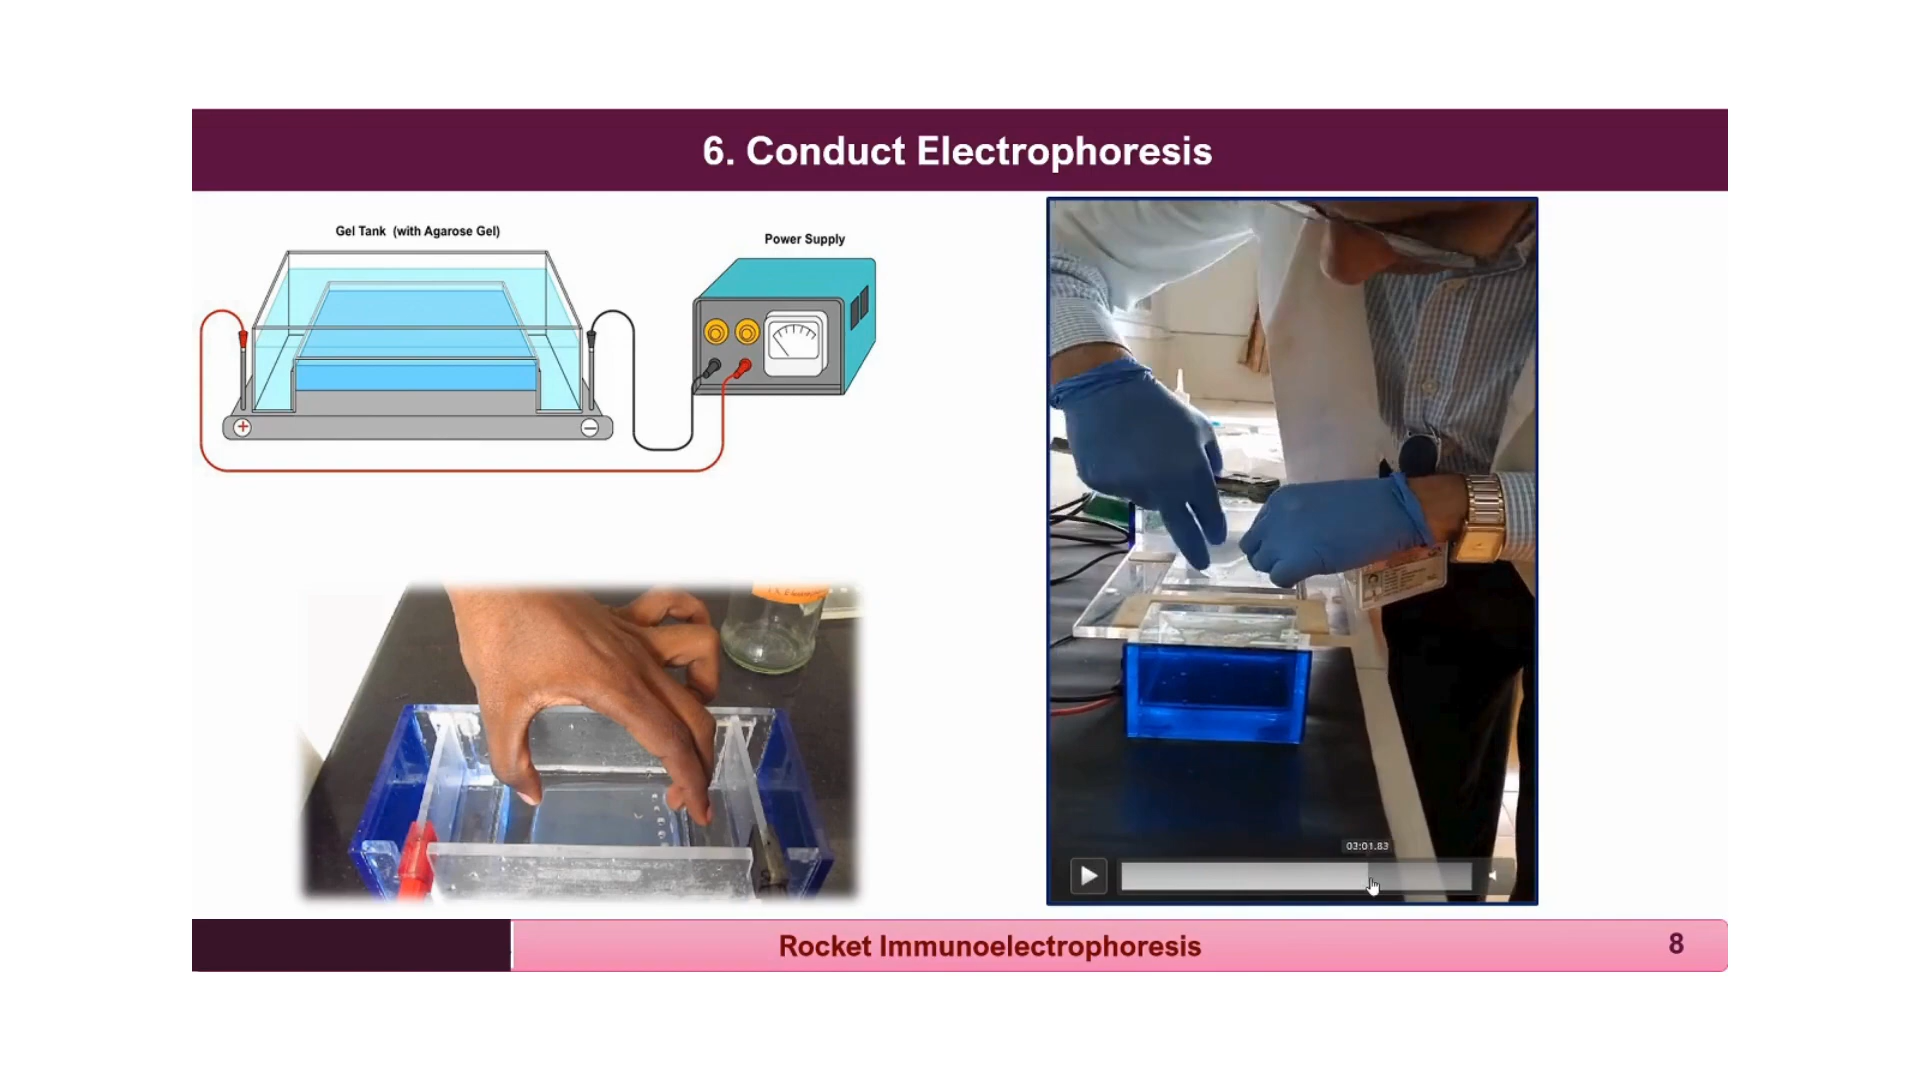 6. Conduct Electrophoresis
Gel Tank (with Agarose Gel)
Power Supply
+
−
03:01.83
Rocket Immunoelectrophoresis
8